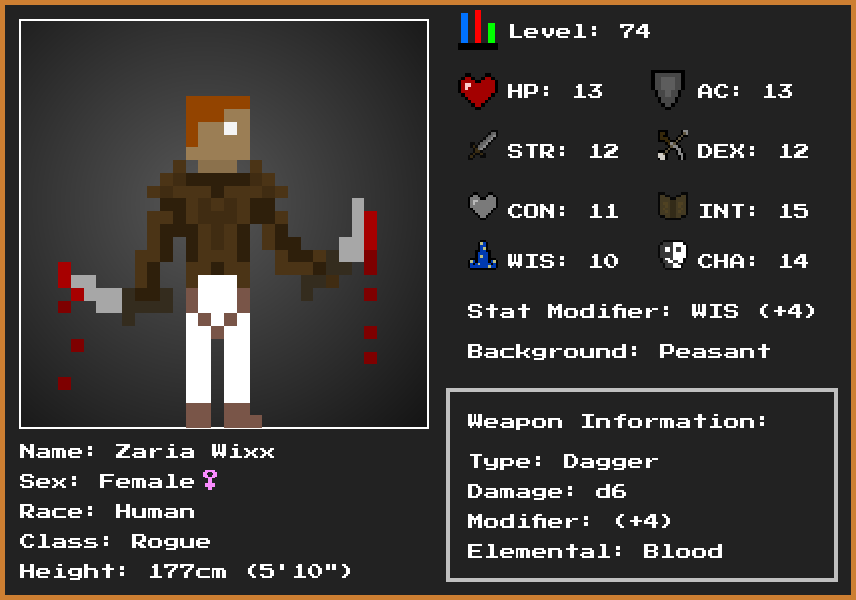 Level: 74
HP: 13 AC: 13
STR: 12 DEX: 12
CON: 11 INT: 15
WIS: 10 CHA: 14
Stat Modifier: WIS (+4)
Background: Peasant
Weapon Information:
Type: Dagger
Damage: d6
Modifier: (+4)
Elemental: Blood
Name: Zaria Wixx
Sex: Female♀
Race: Human
Class: Rogue
Height: 177cm (5'10")